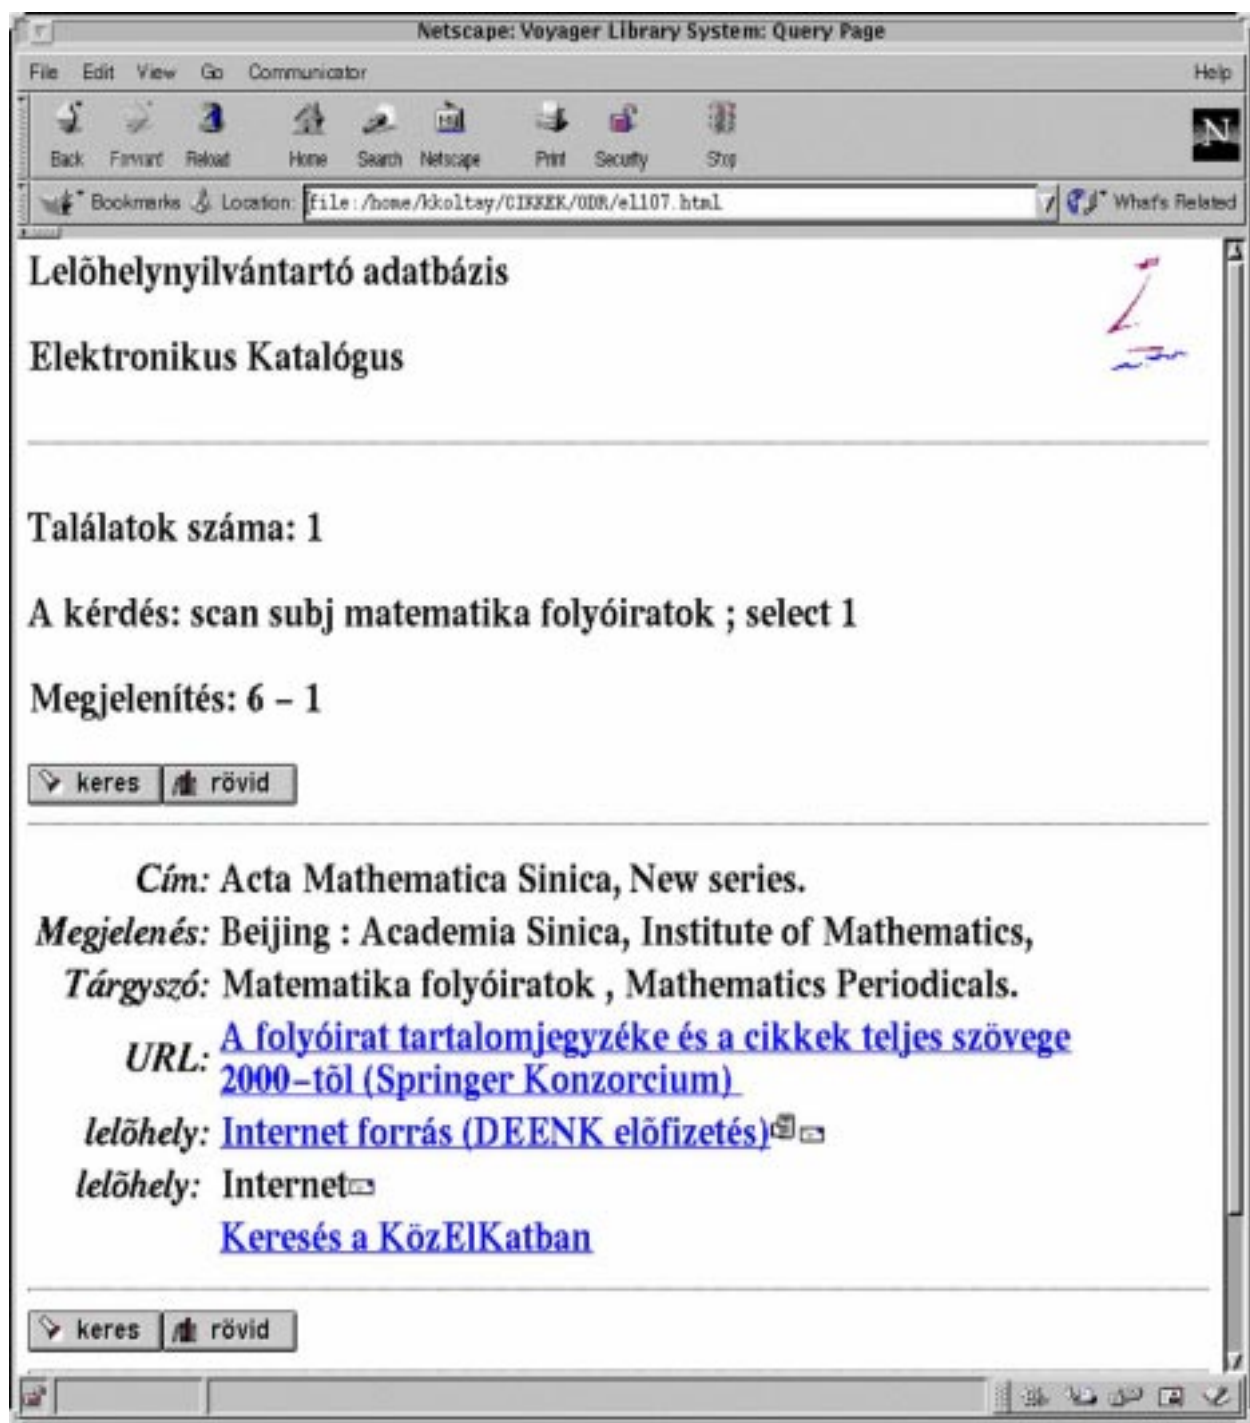 Netscape: Voyager Library System: Query Page
File Edit View Go Communicator Help
Back Forward Reload Home Search Netscape Print Security Stop
N
Bookmarks Location: file:/home/kkoltay/CIKKEK/ODR/ell07.html What's Related
Lelõhelynyilvántartó adatbázis
Elektronikus Katalógus
Találatok száma: 1
A kérdés: scan subj matematika folyóiratok ; select 1
Megjelenítés: 6 – 1
keres rövid
Cím: Acta Mathematica Sinica, New series.
Megjelenés: Beijing : Academia Sinica, Institute of Mathematics,
Tárgyszó: Matematika folyóiratok , Mathematics Periodicals.
URL: A folyóirat tartalomjegyzéke és a cikkek teljes szövege
2000–tõl (Springer Konzorcium)
lelõhely: Internet forrás (DEENK elõfizetés)
lelõhely: Internet
Keresés a KözElKatban
keres rövid